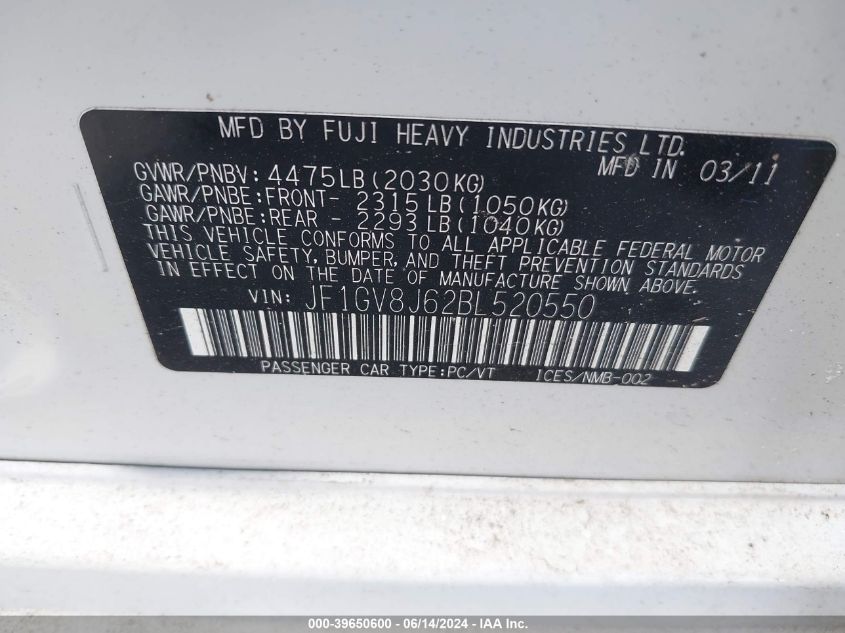 MFD BY FUJI HEAVY INDUSTRIES LTD.
MFD IN 03/11
GVWR/PNBV: 4475LB(2030KG)
GAWR/PNBE:FRONT- 2315LB(1050KG)
GAWR/PNBE:REAR - 2293LB(1040KG)
THIS VEHICLE CONFORMS TO ALL APPLICABLE FEDERAL MOTOR
VEHICLE SAFETY, BUMPER, AND THEFT PREVENTION STANDARDS
IN EFFECT ON THE DATE OF MANUFACTURE SHOWN ABOVE.
VIN: JF1GV8J62BL520550
PASSENGER CAR TYPE:PC/VT ICES/NMB-002
000-39650600 - 06/14/2024 - IAA Inc.